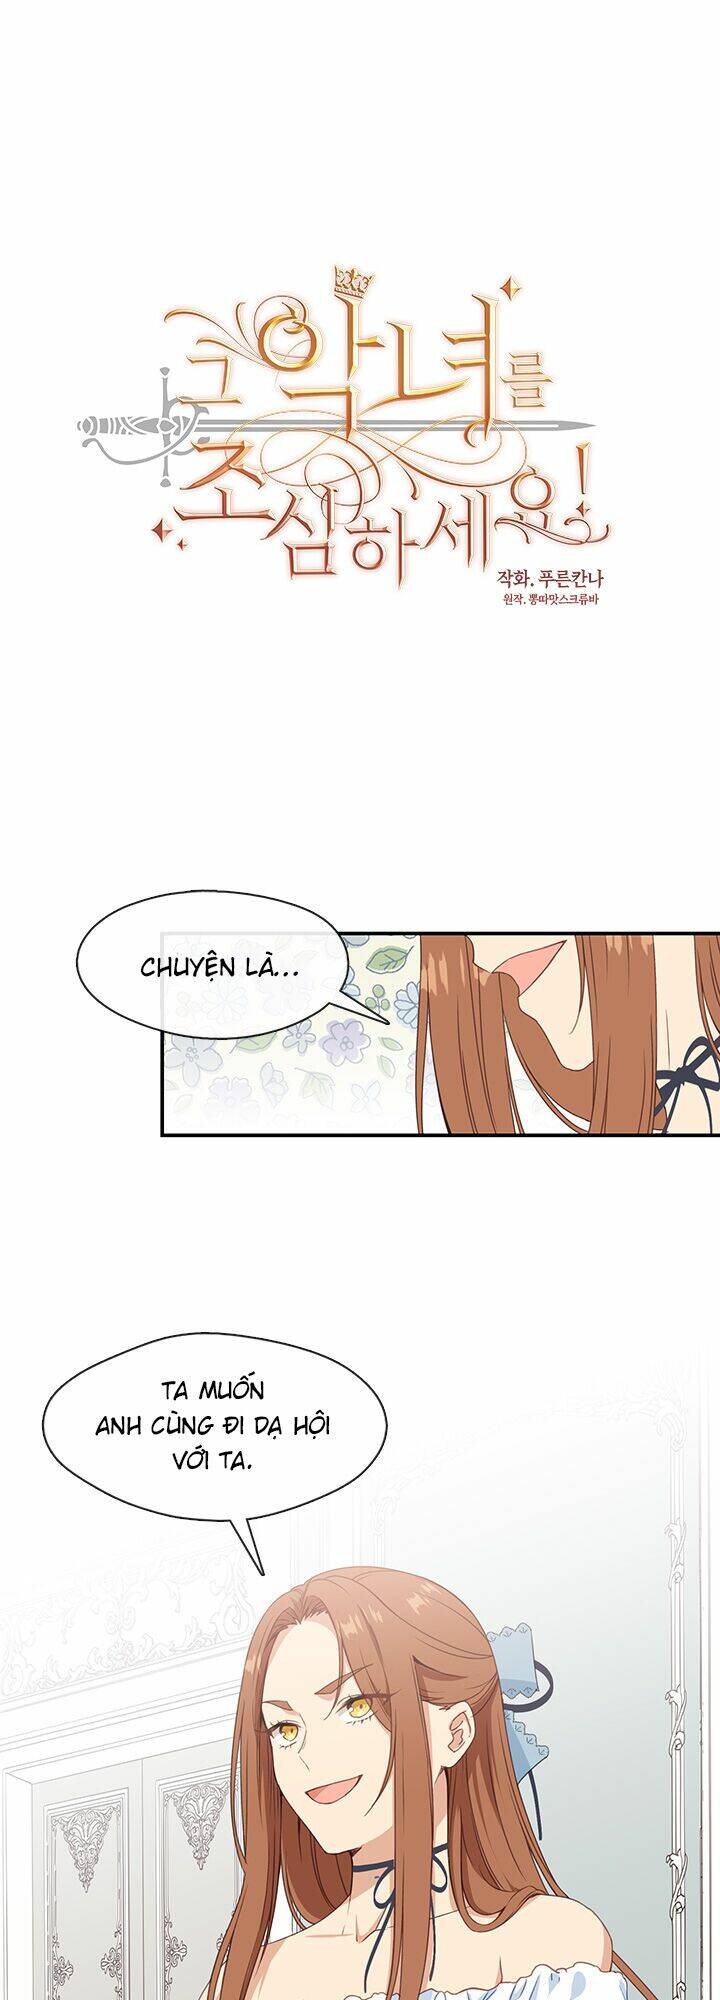 그 악녀를
조심하세요!
작화. 푸른칸나
원작. 뽕따맛스크류바
CHUYỆN LÀ...
TA MUỐN
ANH CÙNG ĐI DẠ HỘI
VỚI TA.